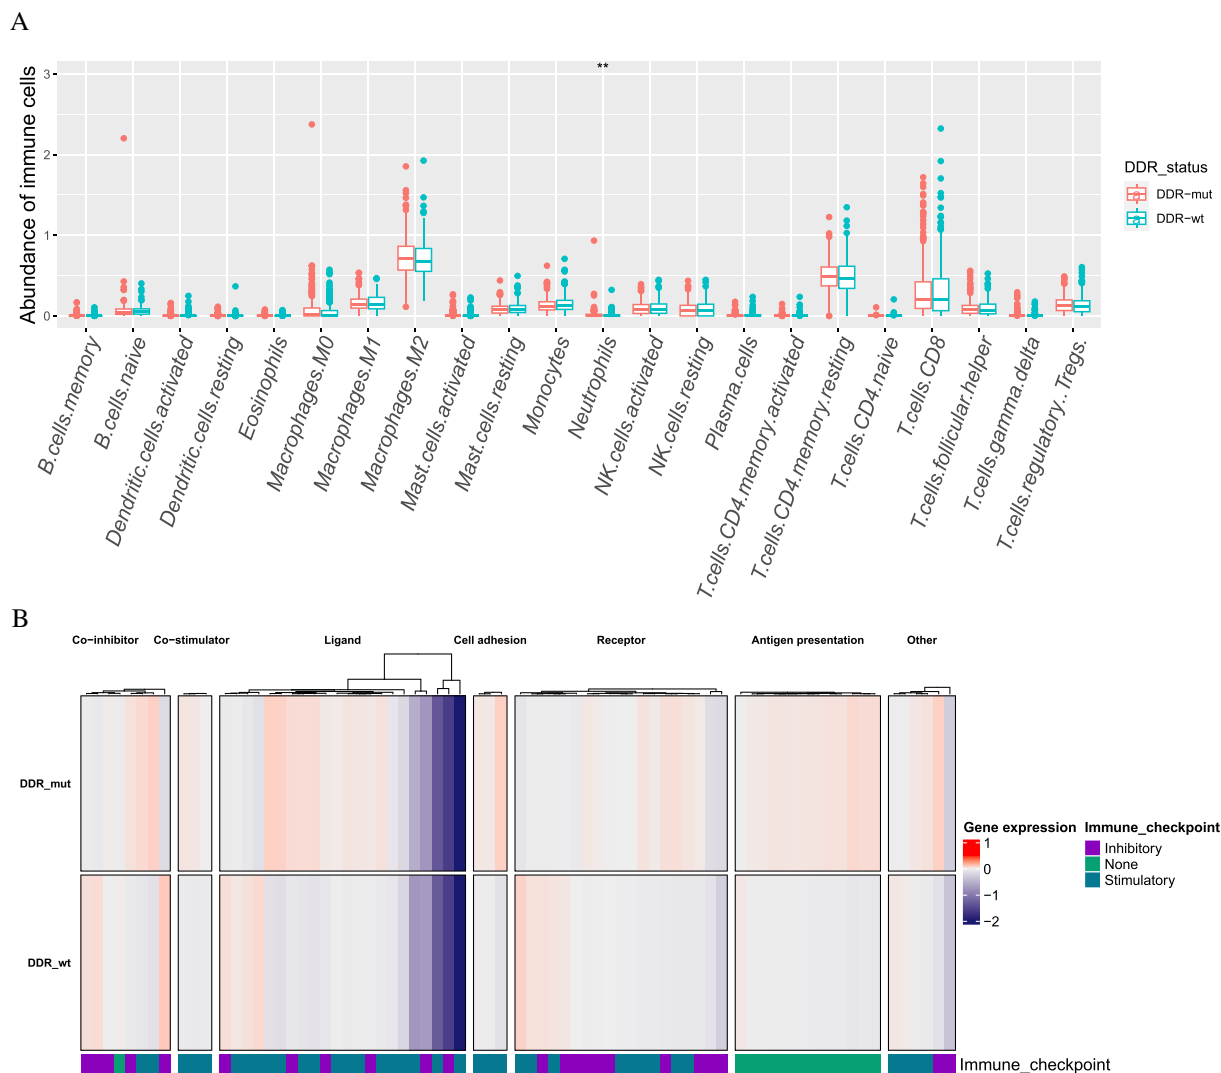 A
Abundance of immune cells
3
2
1
0
**
DDR_status
DDR−mut
DDR−wt
B.cells.memory
B.cells.naive
Dendritic.cells.activated
Dendritic.cells.resting
Eosinophils
Macrophages.M0
Macrophages.M1
Macrophages.M2
Mast.cells.activated
Mast.cells.resting
Monocytes
Neutrophils
NK.cells.activated
NK.cells.resting
Plasma.cells
T.cells.CD4.memory.activated
T.cells.CD4.memory.resting
T.cells.CD4.naive
T.cells.CD8
T.cells.follicular.helper
T.cells.gamma.delta
T.cells.regulatory..Tregs.
B
Co−inhibitor Co−stimulator Ligand Cell adhesion Receptor Antigen presentation Other
DDR_mut
DDR_wt
Gene expression
1
0
−1
−2
Immune_checkpoint
Inhibitory
None
Stimulatory
Immune_checkpoint